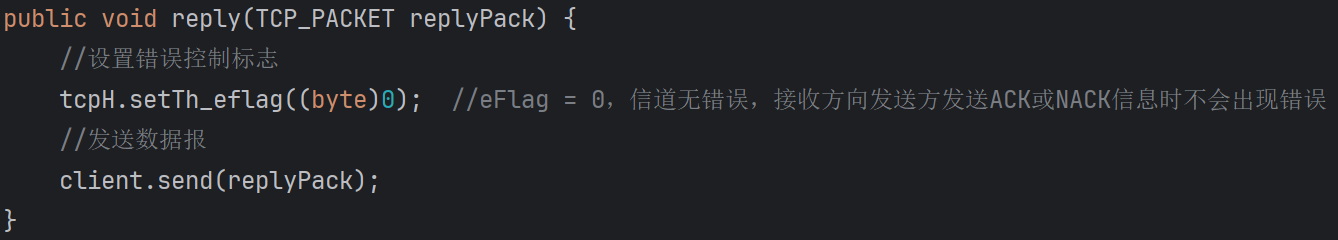 public void reply(TCP_PACKET replyPack) {
    //设置错误控制标志
    tcpH.setTh_eflag((byte)0);  //eFlag = 0，信道无错误，接收方向发送方发送ACK或NACK信息时不会出现错误
    //发送数据报
    client.send(replyPack);
}